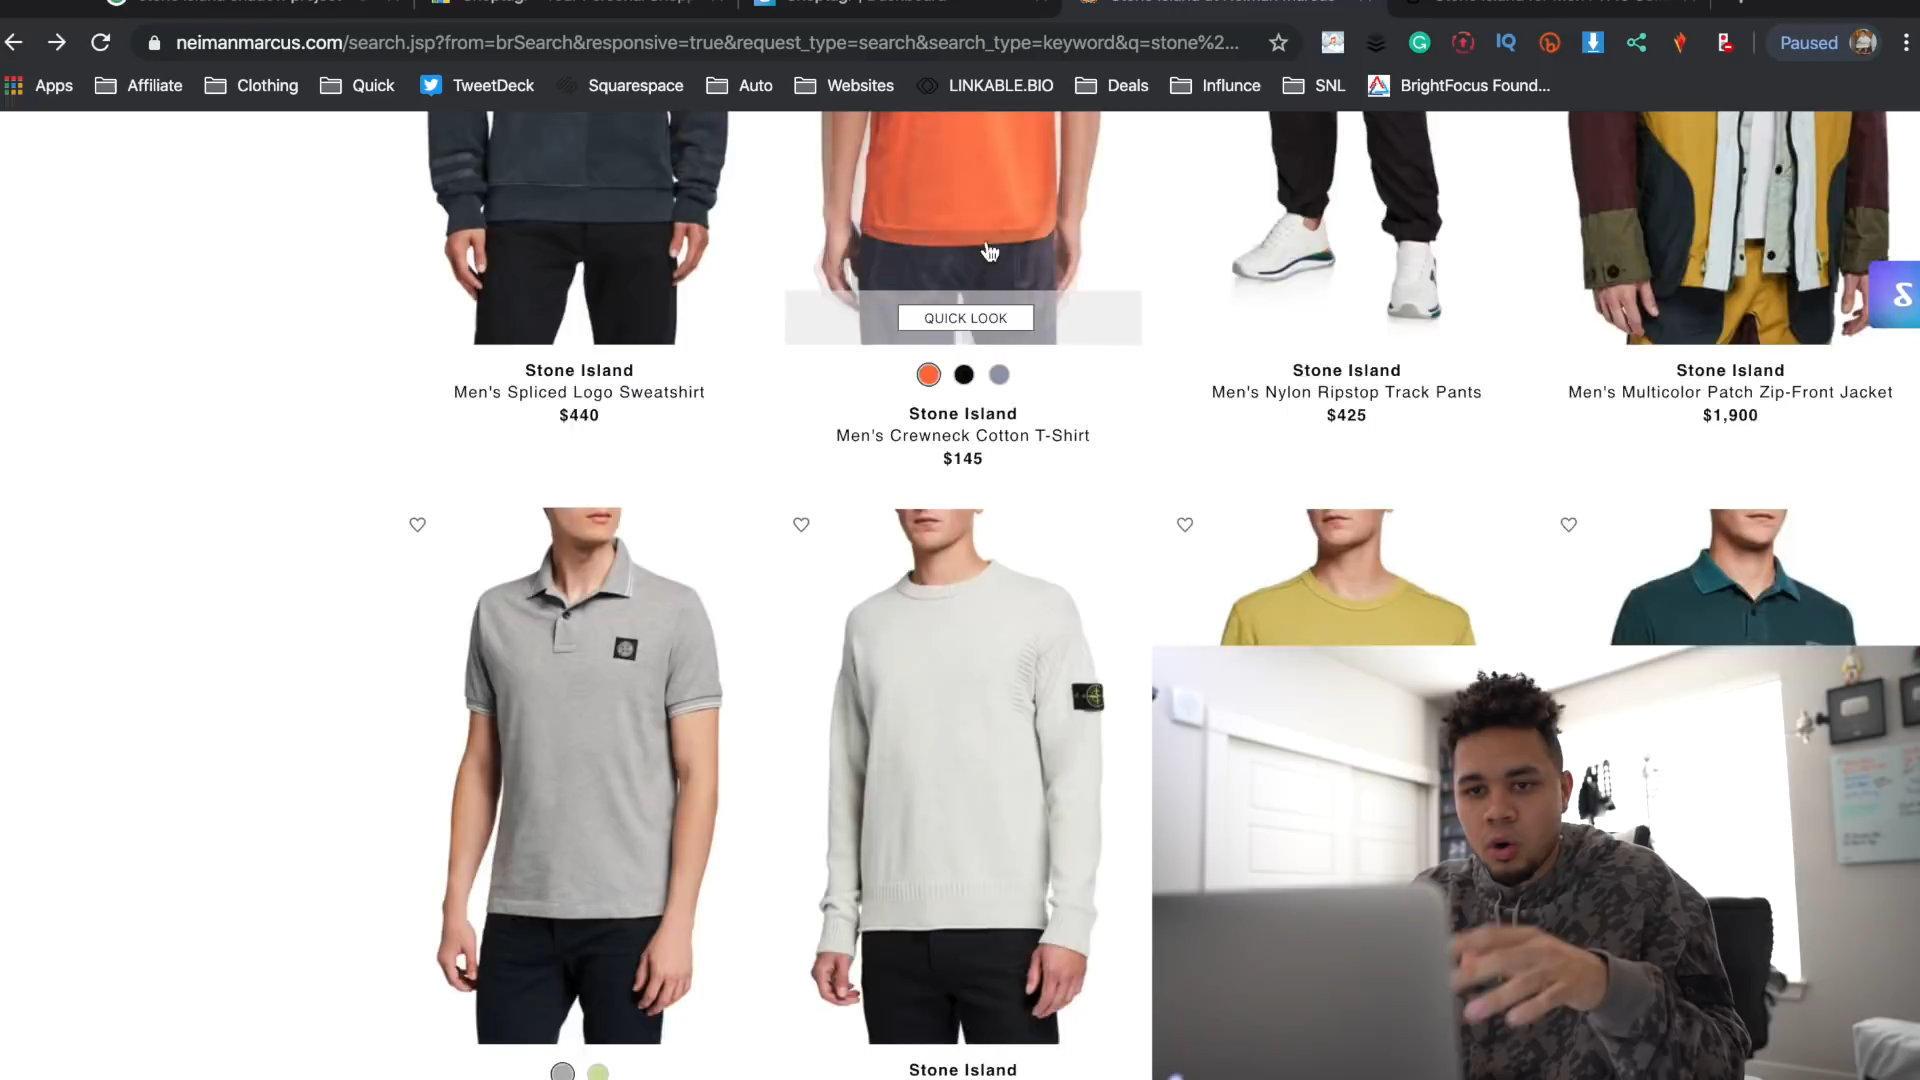 neimanmarcus.com/search.jsp?from=brSearch&responsive=true&request_type=search&search_type=keyword&q=stone%2...
Paused
Apps
Affiliate
Clothing
Quick
TweetDeck
Squarespace
Auto
Websites
LINKABLE.BIO
Deals
Influnce
SNL
BrightFocus Found...
QUICK LOOK
Stone Island
Men's Spliced Logo Sweatshirt
$440
Stone Island
Men's Crewneck Cotton T-Shirt
$145
Stone Island
Men's Nylon Ripstop Track Pants
$425
Stone Island
Men's Multicolor Patch Zip-Front Jacket
$1,900
Stone Island